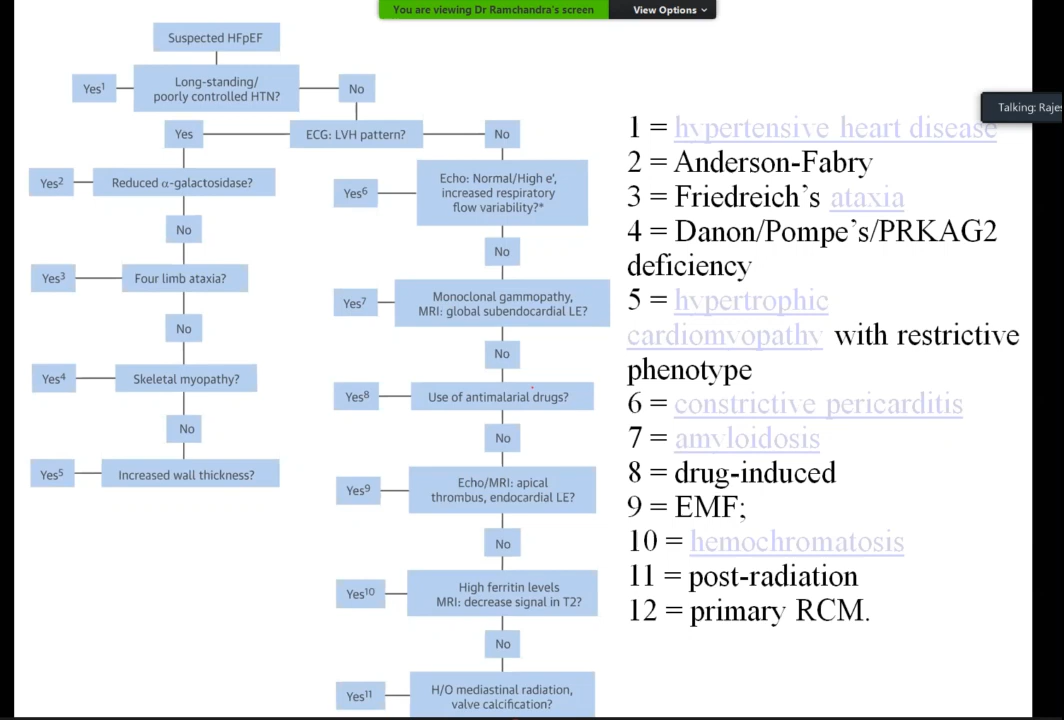 You are viewing Dr Ramchandra's screen
View Options
Talking: Rajes
Suspected HFpEF
Yes1
Long-standing/
poorly controlled HTN?
No
Yes
ECG: LVH pattern?
No
Yes2
Reduced α-galactosidase?
No
Yes3
Four limb ataxia?
No
Yes4
Skeletal myopathy?
No
Yes5
Increased wall thickness?
Yes6
Echo: Normal/High e',
increased respiratory
flow variability?*
No
Yes7
Monoclonal gammopathy,
MRI: global subendocardial LE?
No
Yes8
Use of antimalarial drugs?
No
Yes9
Echo/MRI: apical
thrombus, endocardial LE?
No
Yes10
High ferritin levels
MRI: decrease signal in T2?
No
Yes11
H/O mediastinal radiation,
valve calcification?
1 = hypertensive heart disease
2 = Anderson-Fabry
3 = Friedreich's ataxia
4 = Danon/Pompe's/PRKAG2
deficiency
5 = hypertrophic
cardiomyopathy with restrictive
phenotype
6 = constrictive pericarditis
7 = amyloidosis
8 = drug-induced
9 = EMF;
10 = hemochromatosis
11 = post-radiation
12 = primary RCM.